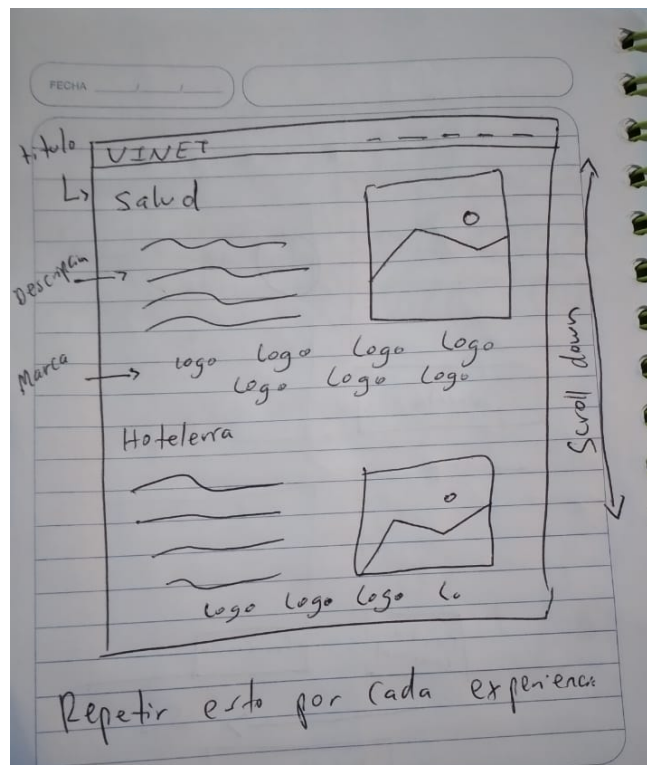 FECHA / /
titulo
VINET
Salud
Descripcion
Marca
Logo Logo Logo Logo
Logo Logo Logo
Scroll down
Hoteleria
Logo Logo Logo Lo
Repetir esto por cada experiencia